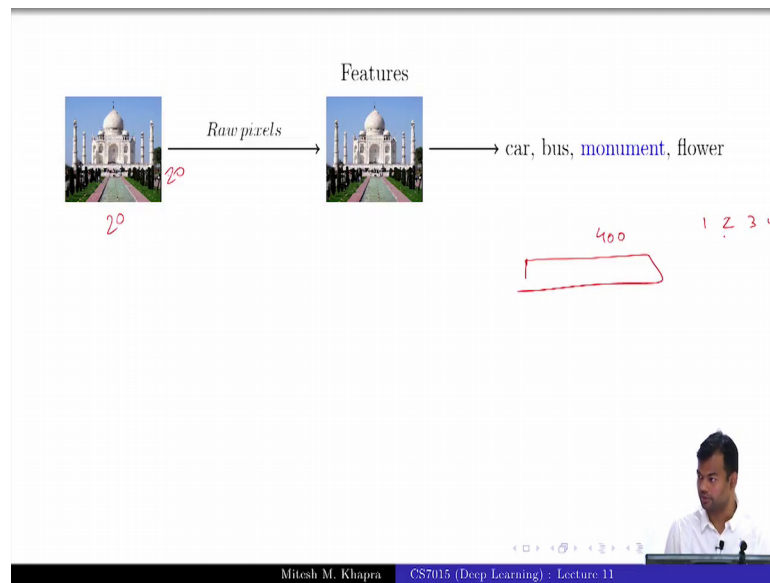 Features
Raw pixels
car, bus, monument, flower
20
20
400
1 2 3
Mitesh M. Khapra
CS7015 (Deep Learning) : Lecture 11